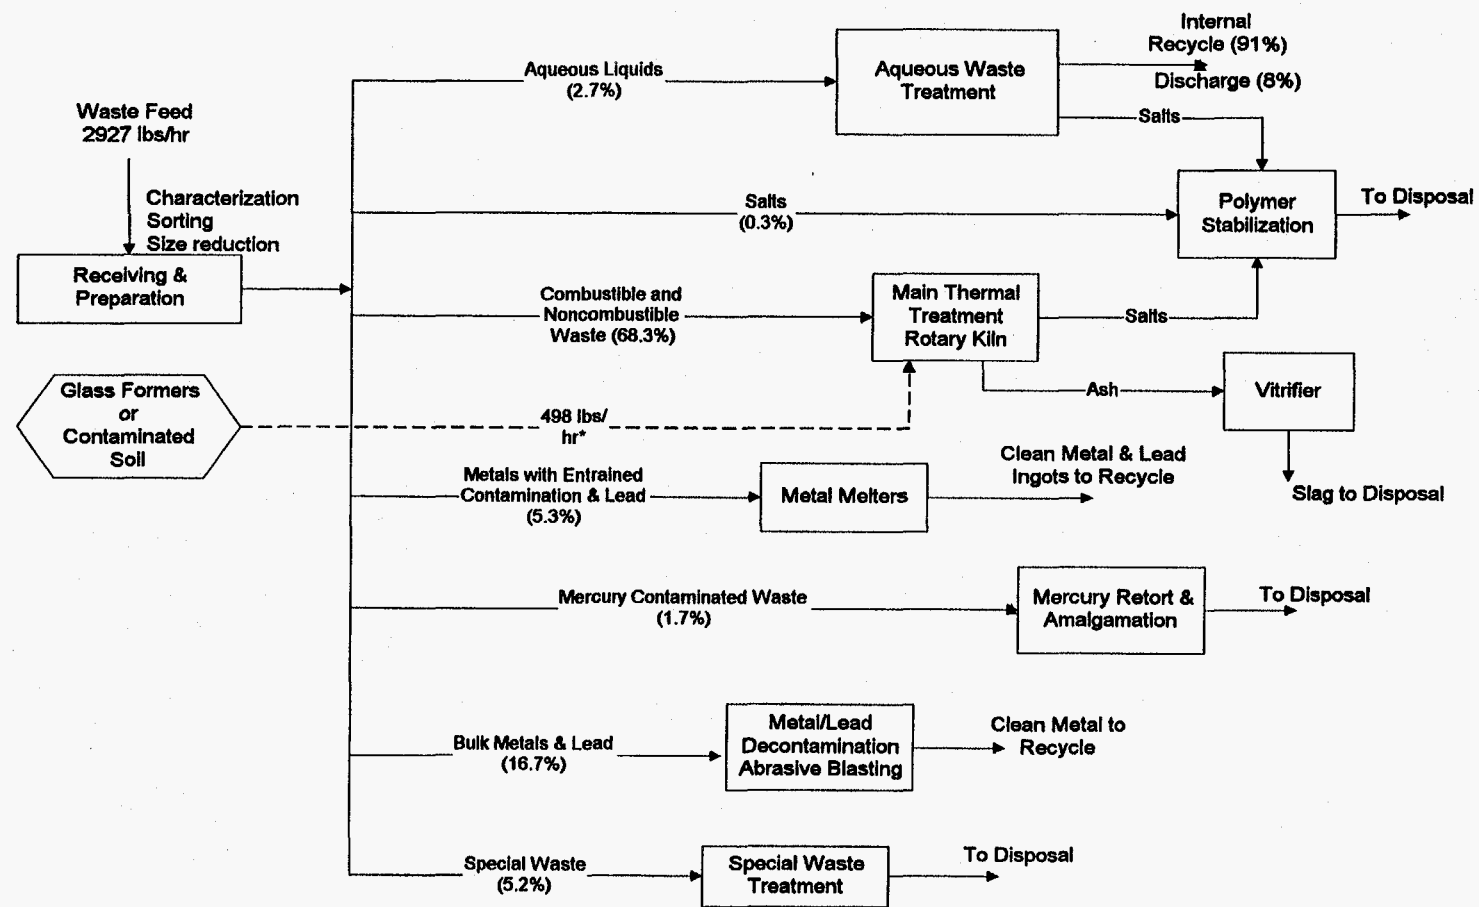 Internal
Recycle (91%)
Discharge (8%)
Aqueous Liquids
(2.7%)
Aqueous Waste
Treatment
Salts
Waste Feed
2927 lbs/hr
Characterization
Sorting
Size reduction
Receiving &
Preparation
Salts
(0.3%)
Polymer
Stabilization
To Disposal
Combustible and
Noncombustible
Waste (68.3%)
Main Thermal
Treatment
Rotary Kiln
Salts
Ash
Vitrifier
Slag to Disposal
Glass Formers
or
Contaminated
Soil
498 lbs/
hr*
Metals with Entrained
Contamination & Lead
(5.3%)
Metal Melters
Clean Metal & Lead
Ingots to Recycle
Mercury Contaminated Waste
(1.7%)
Mercury Retort &
Amalgamation
To Disposal
Bulk Metals & Lead
(16.7%)
Metal/Lead
Decontamination
Abrasive Blasting
Clean Metal to
Recycle
Special Waste
(5.2%)
Special Waste
Treatment
To Disposal